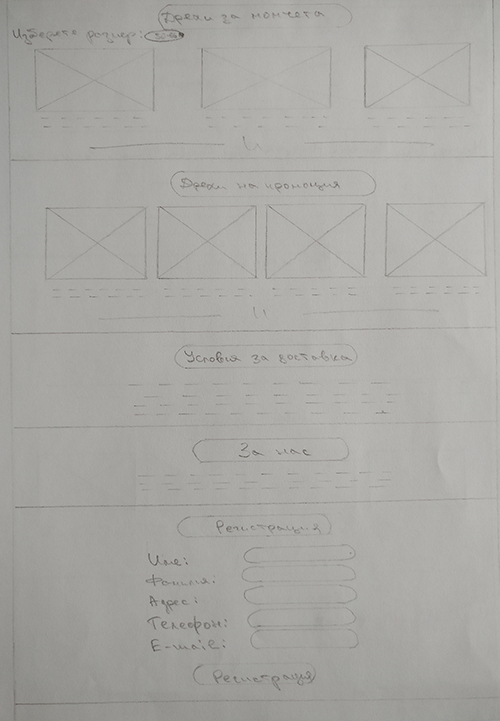 Дрехи за момчета
Изберете размер:
Дрехи на промоция
Условия за доставка
За нас
Регистрация
Име:
Фамилия:
Адрес:
Телефон:
E-mail:
Регистрация